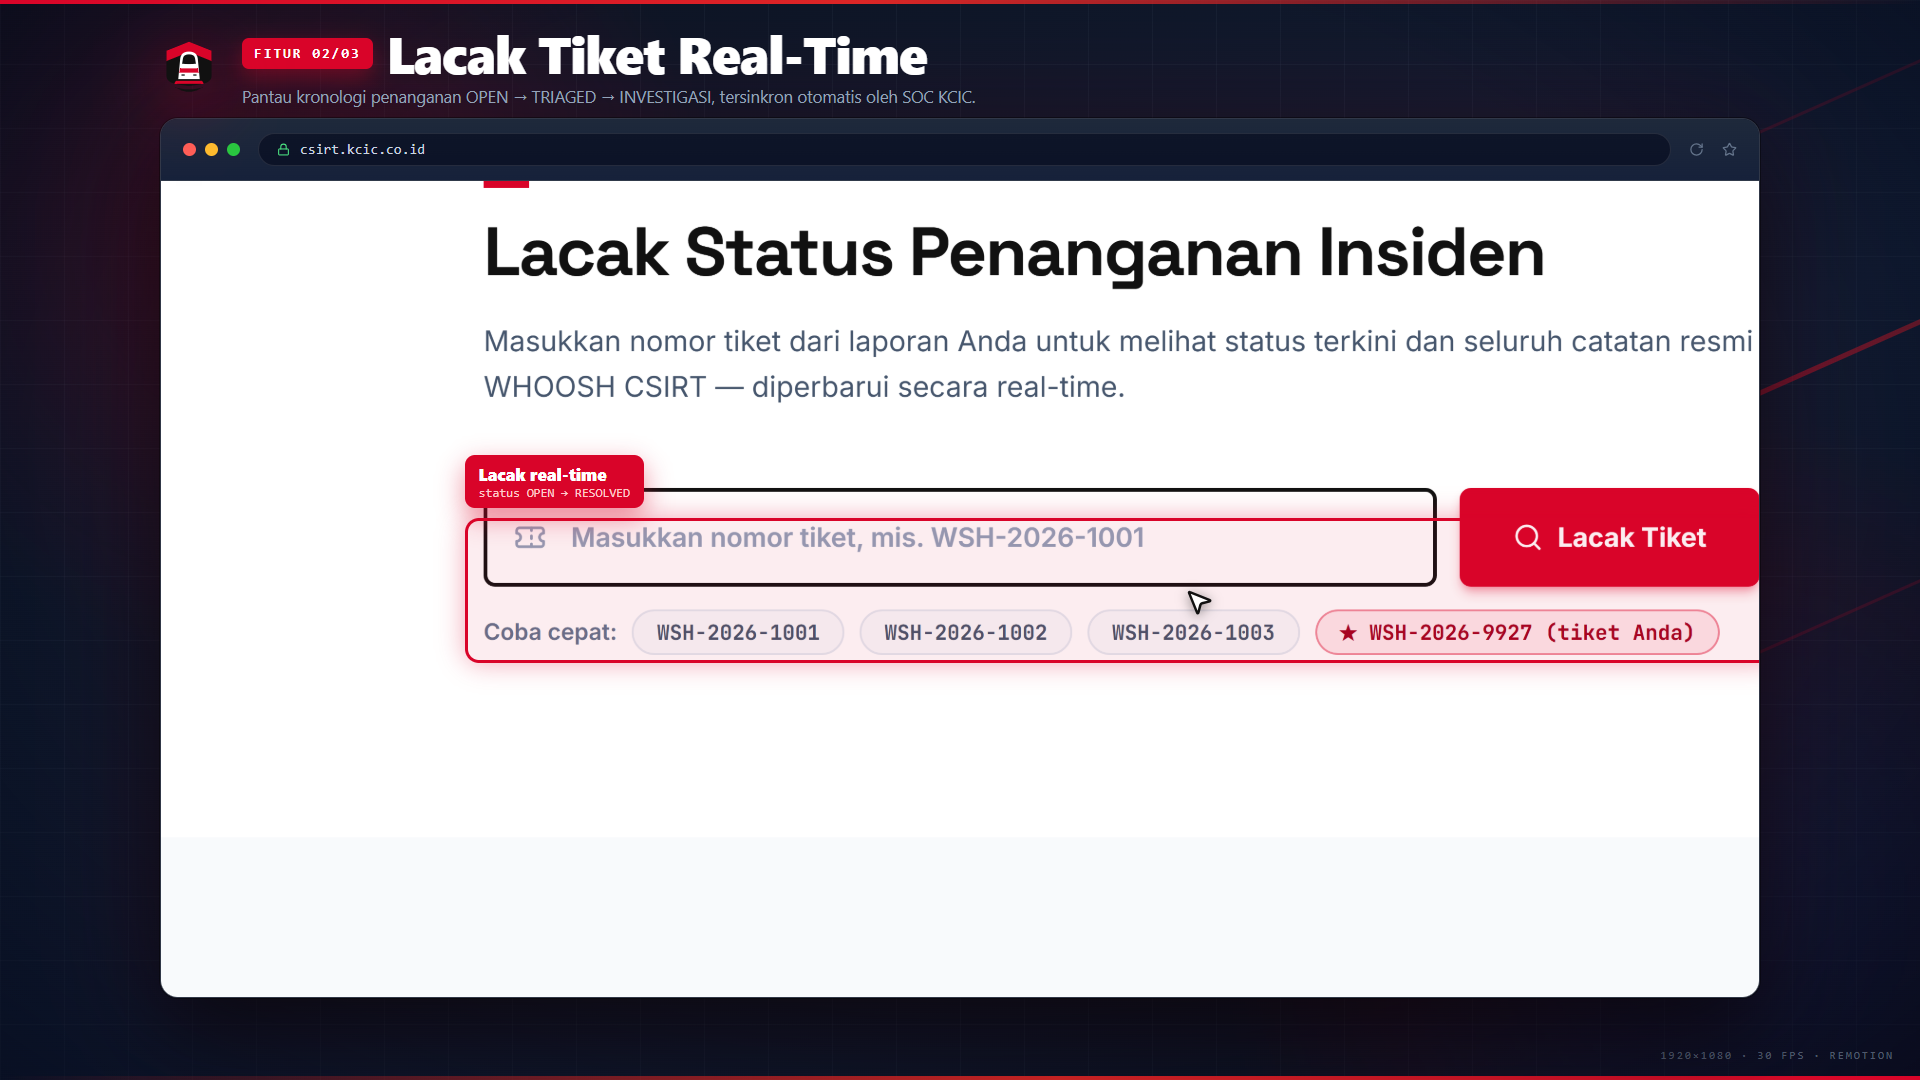 FITUR 02/03
Lacak Tiket Real-Time
Pantau kronologi penanganan OPEN → TRIAGED → INVESTIGASI, tersinkron otomatis oleh SOC KCIC.
csirt.kcic.co.id
Lacak Status Penanganan Insiden
Masukkan nomor tiket dari laporan Anda untuk melihat status terkini dan seluruh catatan resmi
WHOOSH CSIRT — diperbarui secara real-time.
Lacak real-time
status OPEN → RESOLVED
Masukkan nomor tiket, mis. WSH-2026-1001
Lacak Tiket
Coba cepat: WSH-2026-1001 WSH-2026-1002 WSH-2026-1003 ★ WSH-2026-9927 (tiket Anda)
1920×1080 · 30 FPS · REMOTION